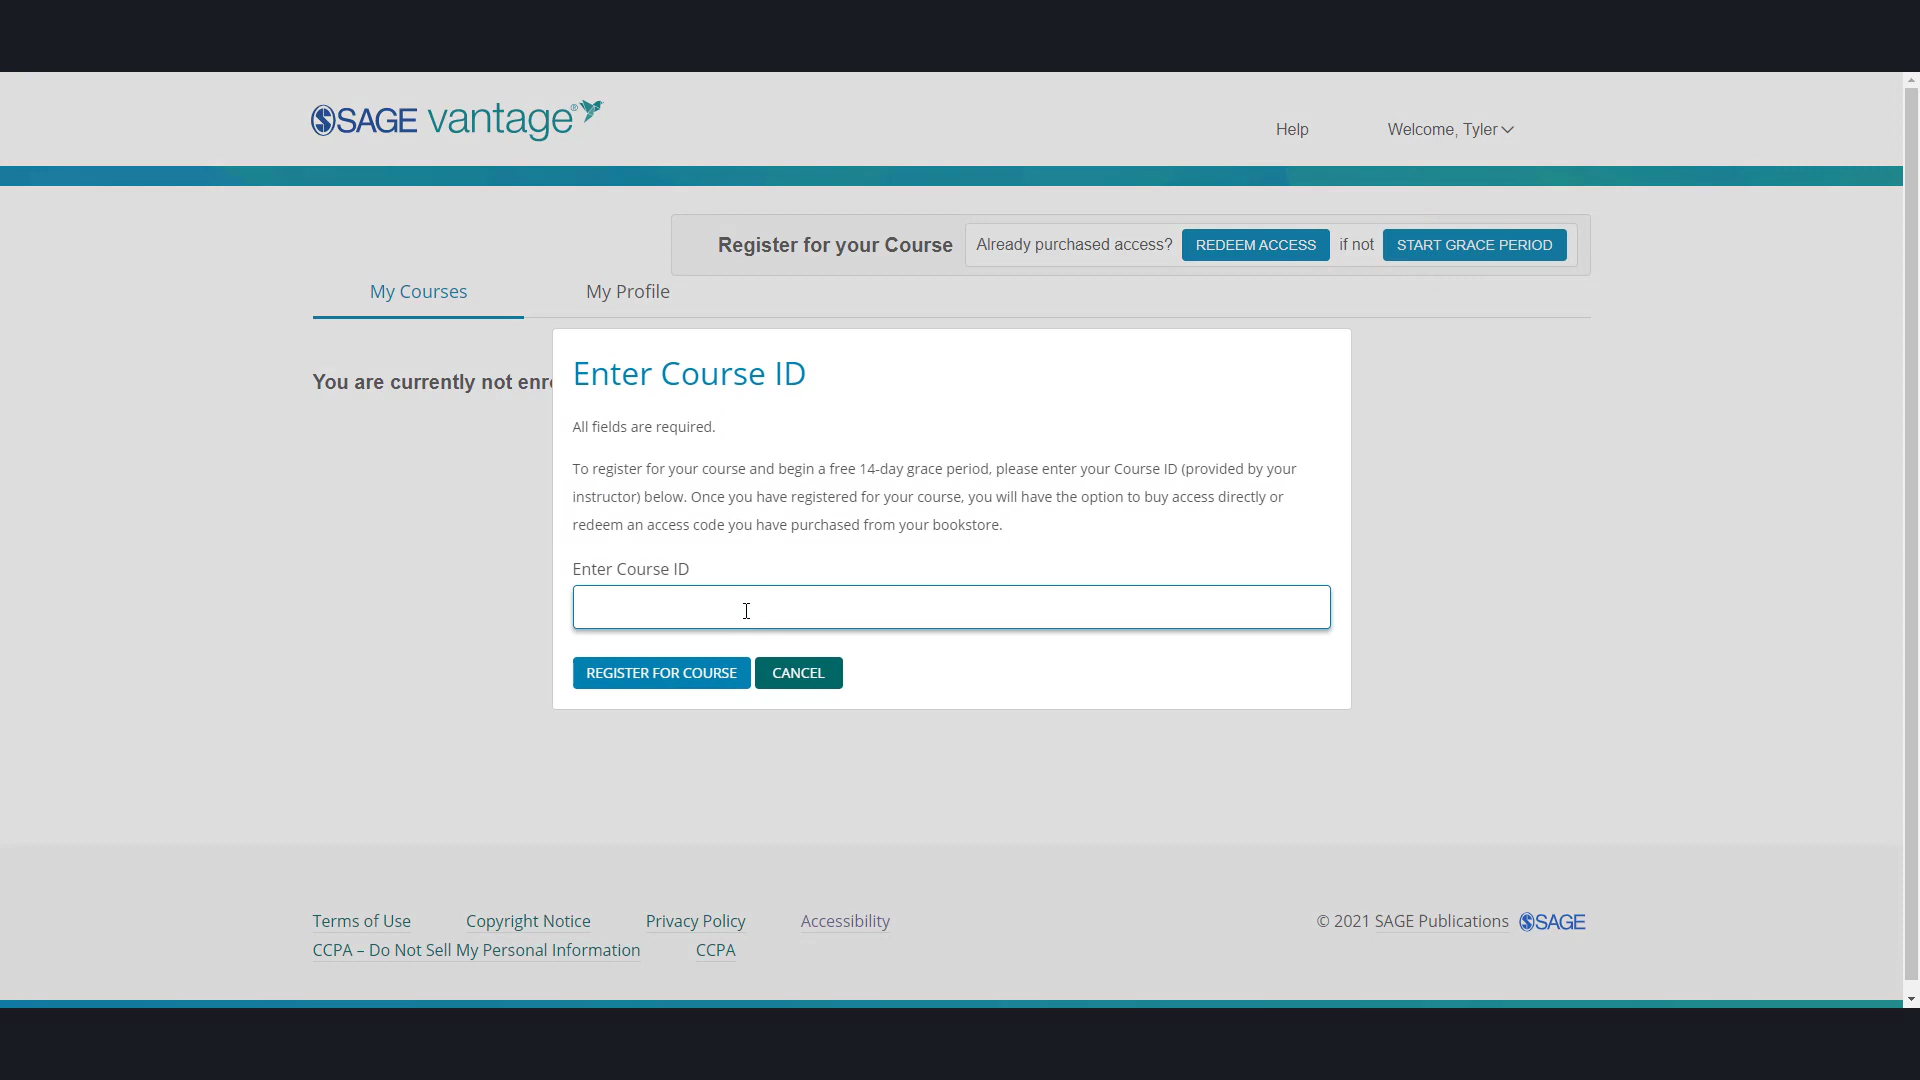 SAGE vantage®
Help
Welcome, Tyler
Register for your Course
Already purchased access?
REDEEM ACCESS
if not
START GRACE PERIOD
My Courses
My Profile
You are currently not enr
Enter Course ID
All fields are required.
To register for your course and begin a free 14-day grace period, please enter your Course ID (provided by your
instructor) below. Once you have registered for your course, you will have the option to buy access directly or
redeem an access code you have purchased from your bookstore.
Enter Course ID
REGISTER FOR COURSE
CANCEL
Terms of Use
Copyright Notice
Privacy Policy
Accessibility
© 2021 SAGE Publications
SAGE
CCPA – Do Not Sell My Personal Information
CCPA